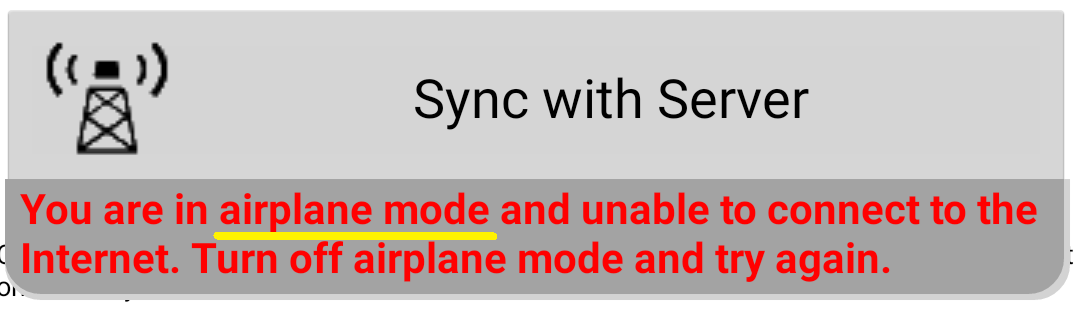 Sync with Server
You are in airplane mode and unable to connect to the
Internet. Turn off airplane mode and try again.